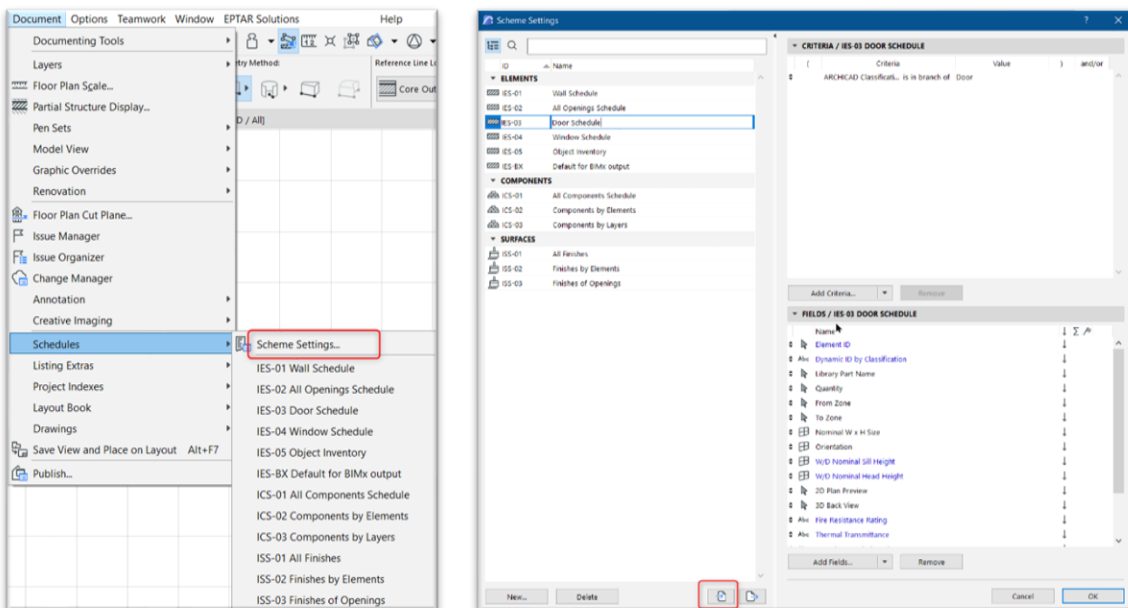 Document Options Teamwork Window EPTAR Solutions Help
Documenting Tools
Layers
Floor Plan Scale...
Partial Structure Display...
Pen Sets
Model View
Graphic Overrides
Renovation
Floor Plan Cut Plane...
Issue Manager
Issue Organizer
Change Manager
Annotation
Creative Imaging
Schedules
Listing Extras
Project Indexes
Layout Book
Drawings
Save View and Place on Layout Alt+F7
Publish...
try Method:
Reference Line Lo
Core Out
D / All]
Scheme Settings...
IES-01 Wall Schedule
IES-02 All Openings Schedule
IES-03 Door Schedule
IES-04 Window Schedule
IES-05 Object Inventory
IES-BX Default for BIMx output
ICS-01 All Components Schedule
ICS-02 Components by Elements
ICS-03 Components by Layers
ISS-01 All Finishes
ISS-02 Finishes by Elements
ISS-03 Finishes of Openings
Scheme Settings
? ×
ID Name
ELEMENTS
IES-01 Wall Schedule
IES-02 All Openings Schedule
IES-03 Door Schedule
IES-04 Window Schedule
IES-05 Object Inventory
IES-BX Default for BIMx output
COMPONENTS
ICS-01 All Components Schedule
ICS-02 Components by Elements
ICS-03 Components by Layers
SURFACES
ISS-01 All Finishes
ISS-02 Finishes by Elements
ISS-03 Finishes of Openings
New... Delete
CRITERIA / IES-03 DOOR SCHEDULE
( Criteria Value ) and/or
ARCHICAD Classificati... is in branch of Door
Add Criteria... Remove
FIELDS / IES-03 DOOR SCHEDULE
Name
Element ID
Abc Dynamic ID by Classification
Library Part Name
Quantity
From Zone
To Zone
Nominal W x H Size
Orientation
W/D Nominal Sill Height
W/D Nominal Head Height
2D Plan Preview
3D Back View
Abc Fire Resistance Rating
Abc Thermal Transmittance
Add Fields... Remove
Cancel OK